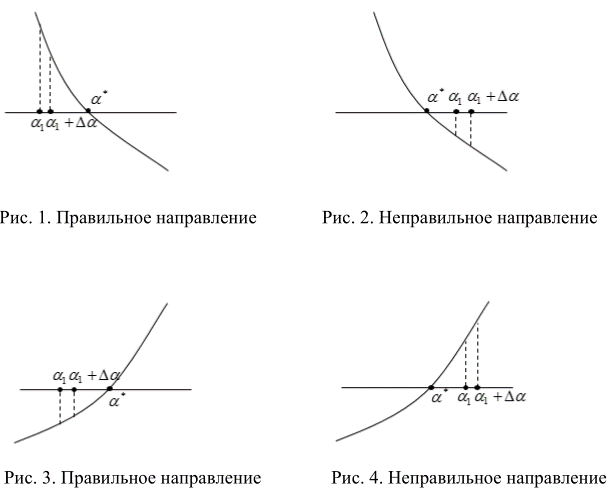 α*
α₁ α₁ + Δα
α* α₁ α₁ + Δα
Рис. 1. Правильное направление
Рис. 2. Неправильное направление
α₁ α₁ + Δα
α*
α* α₁ α₁ + Δα
Рис. 3. Правильное направление
Рис. 4. Неправильное направление